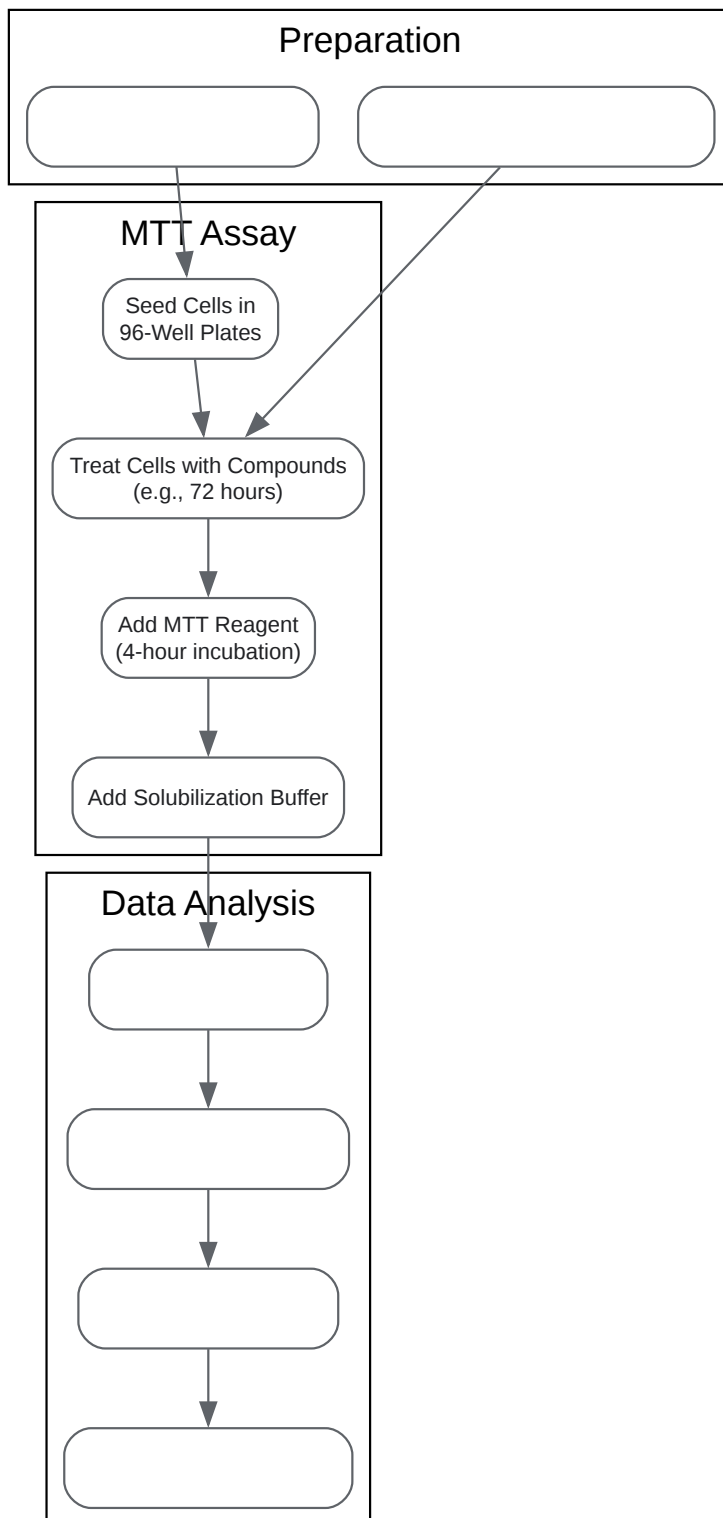 Preparation
MTT Assay
Seed Cells in
96-Well Plates
Treat Cells with Compounds
(e.g., 72 hours)
Add MTT Reagent
(4-hour incubation)
Add Solubilization Buffer
Data Analysis